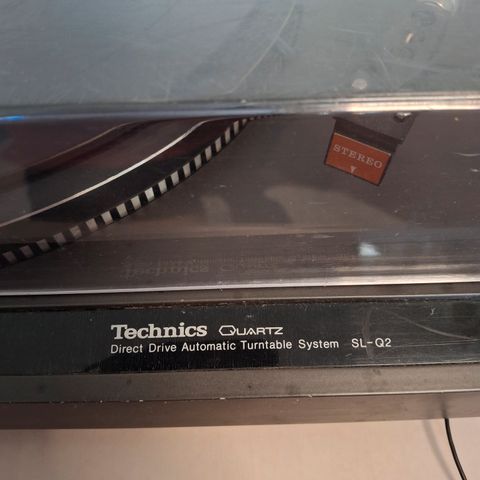 STEREO
Technics QUARTZ
Direct Drive Automatic Turntable System SL-Q2